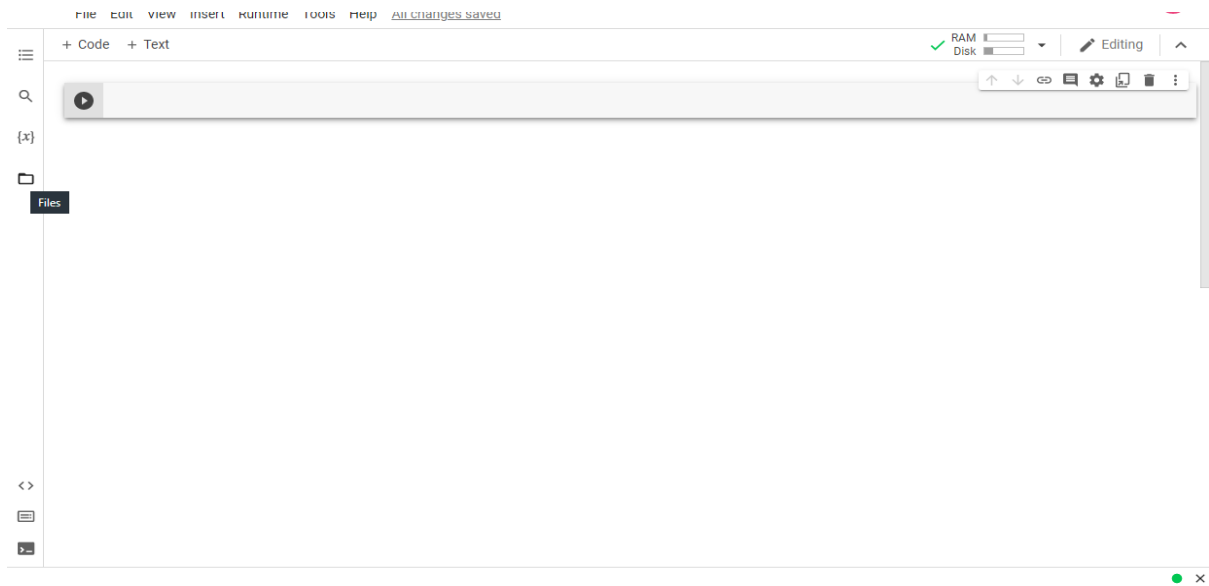 File Edit View Insert Runtime Tools Help All changes saved
+ Code + Text
RAM
Disk
Editing
{x}
Files